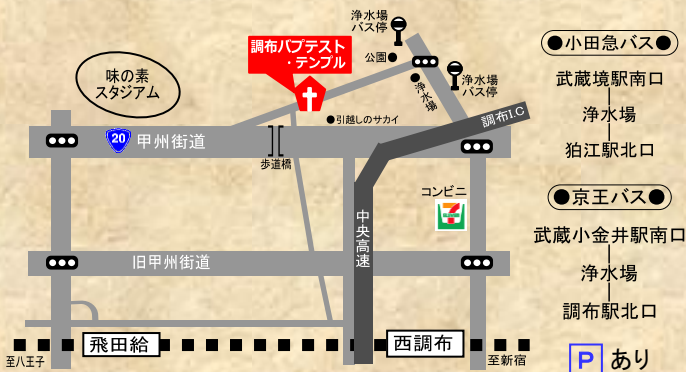 浄水場
バス停
調布バプテスト
・テンプル
公園●
味の素
スタジアム
●浄水場
浄水場
バス停
●引越しのサカイ
調布I.C
20
甲州街道
歩道橋
コンビニ
7
中央高速
旧甲州街道
飛田給
西調布
至八王子
至新宿
●小田急バス●
武蔵境駅南口
浄水場
狛江駅北口
●京王バス●
武蔵小金井駅南口
浄水場
調布駅北口
P あり